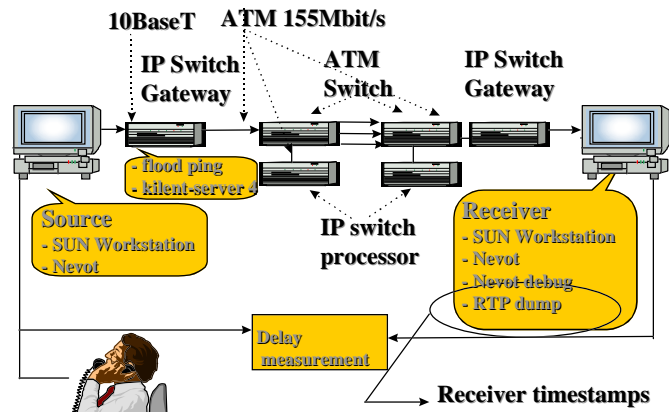 10BaseT
ATM 155Mbit/s
IP Switch
Gateway
ATM
Switch
IP Switch
Gateway
- flood ping
- kilent-server 4
Source
- SUN Workstation
- Nevot
IP switch
processor
Receiver
- SUN Workstation
- Nevot
- Nevot debug
- RTP dump
Delay
measurement
Receiver timestamps